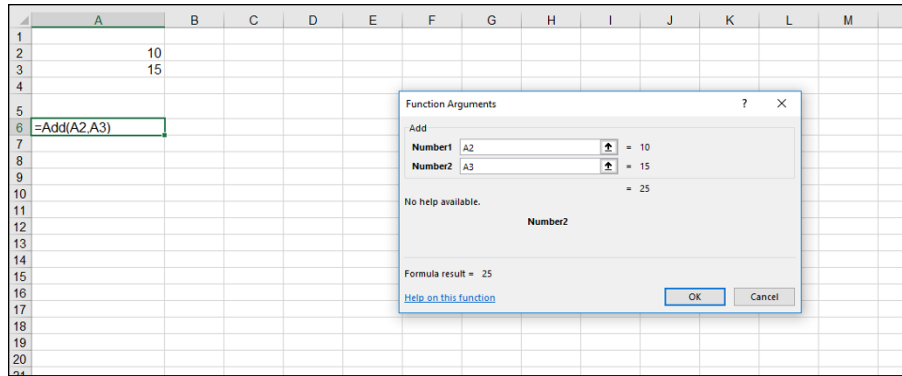 A B C D E F G H I J K L M
1
2 10
3 15
4
5
6 =Add(A2,A3)
7
8
9
10
11
12
13
14
15
16
17
18
19
20
21
Function Arguments ? ×
Add
Number1 A2 = 10
Number2 A3 = 15
= 25
No help available.
Number2
Formula result = 25
Help on this function OK Cancel